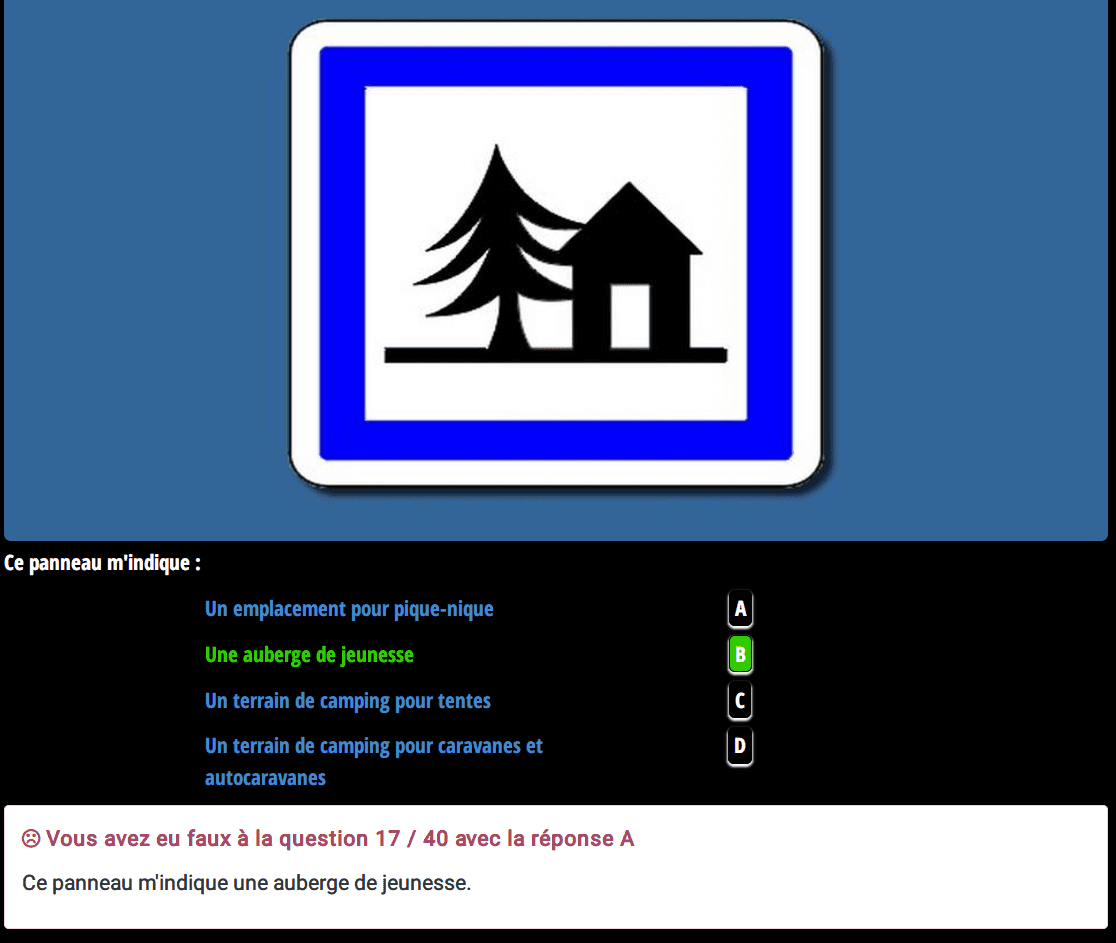 Ce panneau m'indique :
Un emplacement pour pique-nique A
Une auberge de jeunesse B
Un terrain de camping pour tentes C
Un terrain de camping pour caravanes et D
autocaravanes
Vous avez eu faux à la question 17 / 40 avec la réponse A
Ce panneau m'indique une auberge de jeunesse.